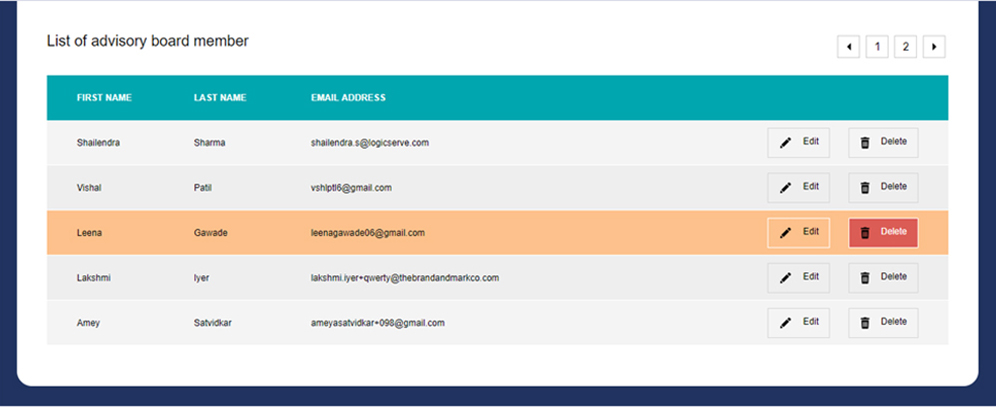 List of advisory board member
1 2
FIRST NAME LAST NAME EMAIL ADDRESS
Shailendra Sharma shailendra.s@logicserve.com Edit Delete
Vishal Patil vshlptl6@gmail.com Edit Delete
Leena Gawade leenagawade06@gmail.com Edit Delete
Lakshmi Iyer lakshmi.iyer+qwerty@thebrandandmarkco.com Edit Delete
Amey Satvidkar ameyasatvidkar+098@gmail.com Edit Delete